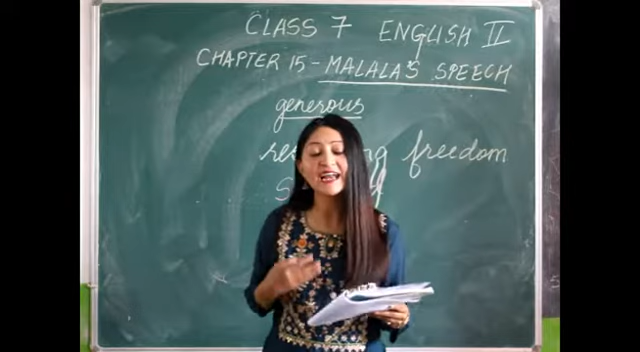 CLASS 7 ENGLISH II
CHAPTER 15 - MALALA'S SPEECH
generous
freedom